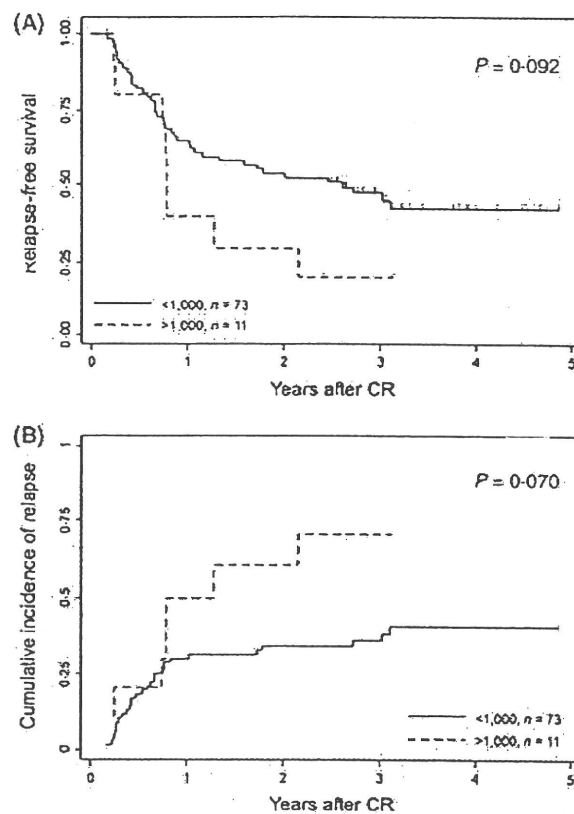 (A)
P = 0·092
Relapse-free survival
1·00
0·75
0·50
0·25
0·00
<1,000, n = 73
>1,000, n = 11
0 1 2 3 4 5
Years after CR
(B)
P = 0·070
Cumulative incidence of relapse
1
0·75
0·5
0·25
0
<1,000, n = 73
>1,000, n = 11
0 1 2 3 4 5
Years after CR